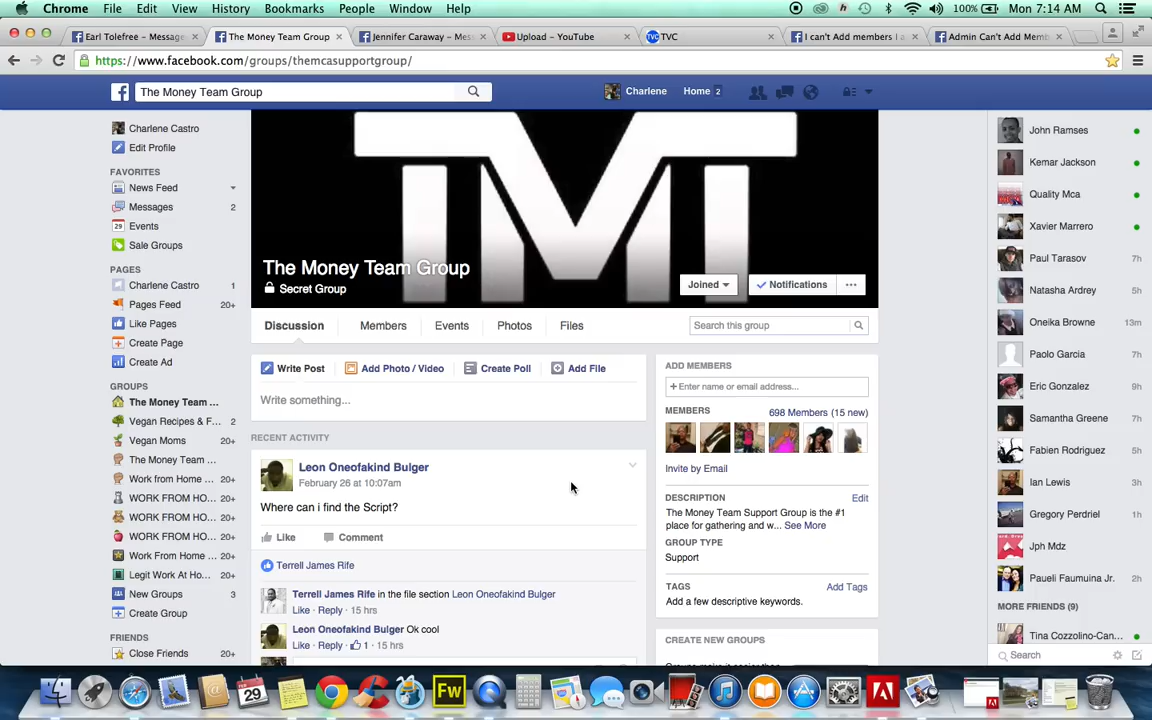 Chrome File Edit View History Bookmarks People Window Help 100% Mon 7:14 AM
Earl Tolefree – Message The Money Team Group Jennifer Caraway – Mes Upload – YouTube TVC I can't Add members I a Admin Can't Add Mem
https://www.facebook.com/groups/themcasupportgroup/
The Money Team Group Charlene Home 2
Charlene Castro
Edit Profile
FAVORITES
News Feed
Messages 2
Events
Sale Groups
PAGES
Charlene Castro 1
Pages Feed 20+
Like Pages
Create Page
Create Ad
GROUPS
The Money Team ...
Vegan Recipes & F... 2
Vegan Moms 20+
The Money Team ...
Work from Home ... 20+
WORK FROM HO... 20+
WORK FROM HO... 20+
WORK FROM HO... 20+
Work From Home ... 20+
Legit Work At Ho... 20+
New Groups 3
Create Group
FRIENDS
Close Friends 20+
TMT
The Money Team Group
Secret Group
Joined Notifications ...
Discussion Members Events Photos Files Search this group
Write Post Add Photo / Video Create Poll Add File
Write something...
RECENT ACTIVITY
Leon Oneofakind Bulger
February 26 at 10:07am
Where can i find the Script?
Like Comment
Terrell James Rife
Terrell James Rife in the file section Leon Oneofakind Bulger
Like · Reply · 15 hrs
Leon Oneofakind Bulger Ok cool
Like · Reply · 1 · 15 hrs
ADD MEMBERS
+ Enter name or email address...
MEMBERS 698 Members (15 new)
Invite by Email
DESCRIPTION Edit
The Money Team Support Group is the #1
place for gathering and w... See More
GROUP TYPE
Support
TAGS Add Tags
Add a few descriptive keywords.
CREATE NEW GROUPS
John Ramses
Kemar Jackson
Quality Mca
Xavier Marrero
Paul Tarasov 7h
Natasha Ardrey 5h
Oneika Browne 13m
Paolo Garcia 7h
Eric Gonzalez 9h
Samantha Greene 7h
Fabien Rodriguez 5h
Ian Lewis 3h
Gregory Perdriel 1h
Jph Mdz
Paueli Faumuina Jr. 2h
MORE FRIENDS (9)
Tina Cozzolino-Can...
Search
FEB 29 Fw